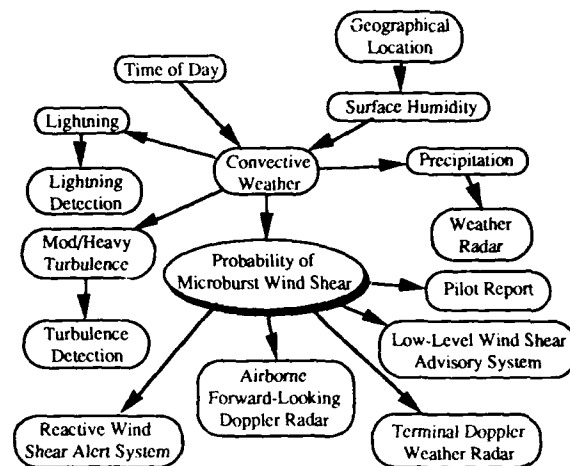 Geographical
Location
Time of Day
Surface Humidity
Lightning
Convective
Weather
Precipitation
Lightning
Detection
Weather
Radar
Mod/Heavy
Turbulence
Probability of
Microburst Wind Shear
Pilot Report
Turbulence
Detection
Low-Level Wind Shear
Advisory System
Airborne
Forward-Looking
Doppler Radar
Reactive Wind
Shear Alert System
Terminal Doppler
Weather Radar